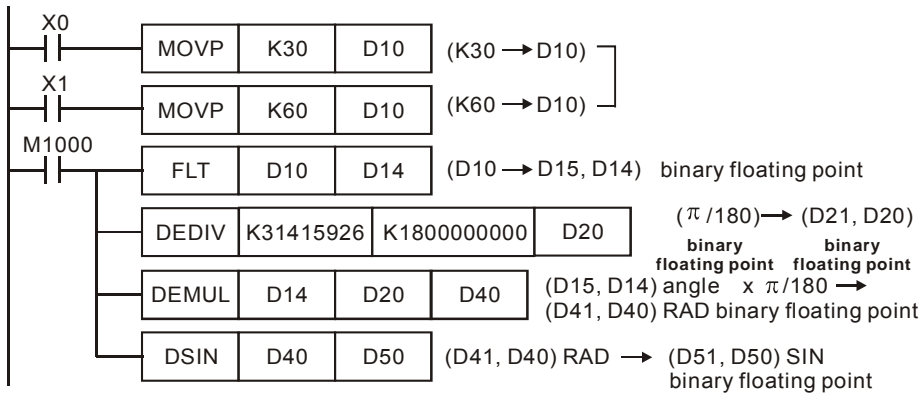 X0
MOVP K30 D10 (K30 → D10)
X1
MOVP K60 D10 (K60 → D10)
M1000
FLT D10 D14 (D10 → D15, D14) binary floating point
DEDIV K31415926 K1800000000 D20 (π/180) → (D21, D20)
binary floating point binary floating point
DEMUL D14 D20 D40 (D15, D14) angle x π/180 →
(D41, D40) RAD binary floating point
DSIN D40 D50 (D41, D40) RAD → (D51, D50) SIN
binary floating point